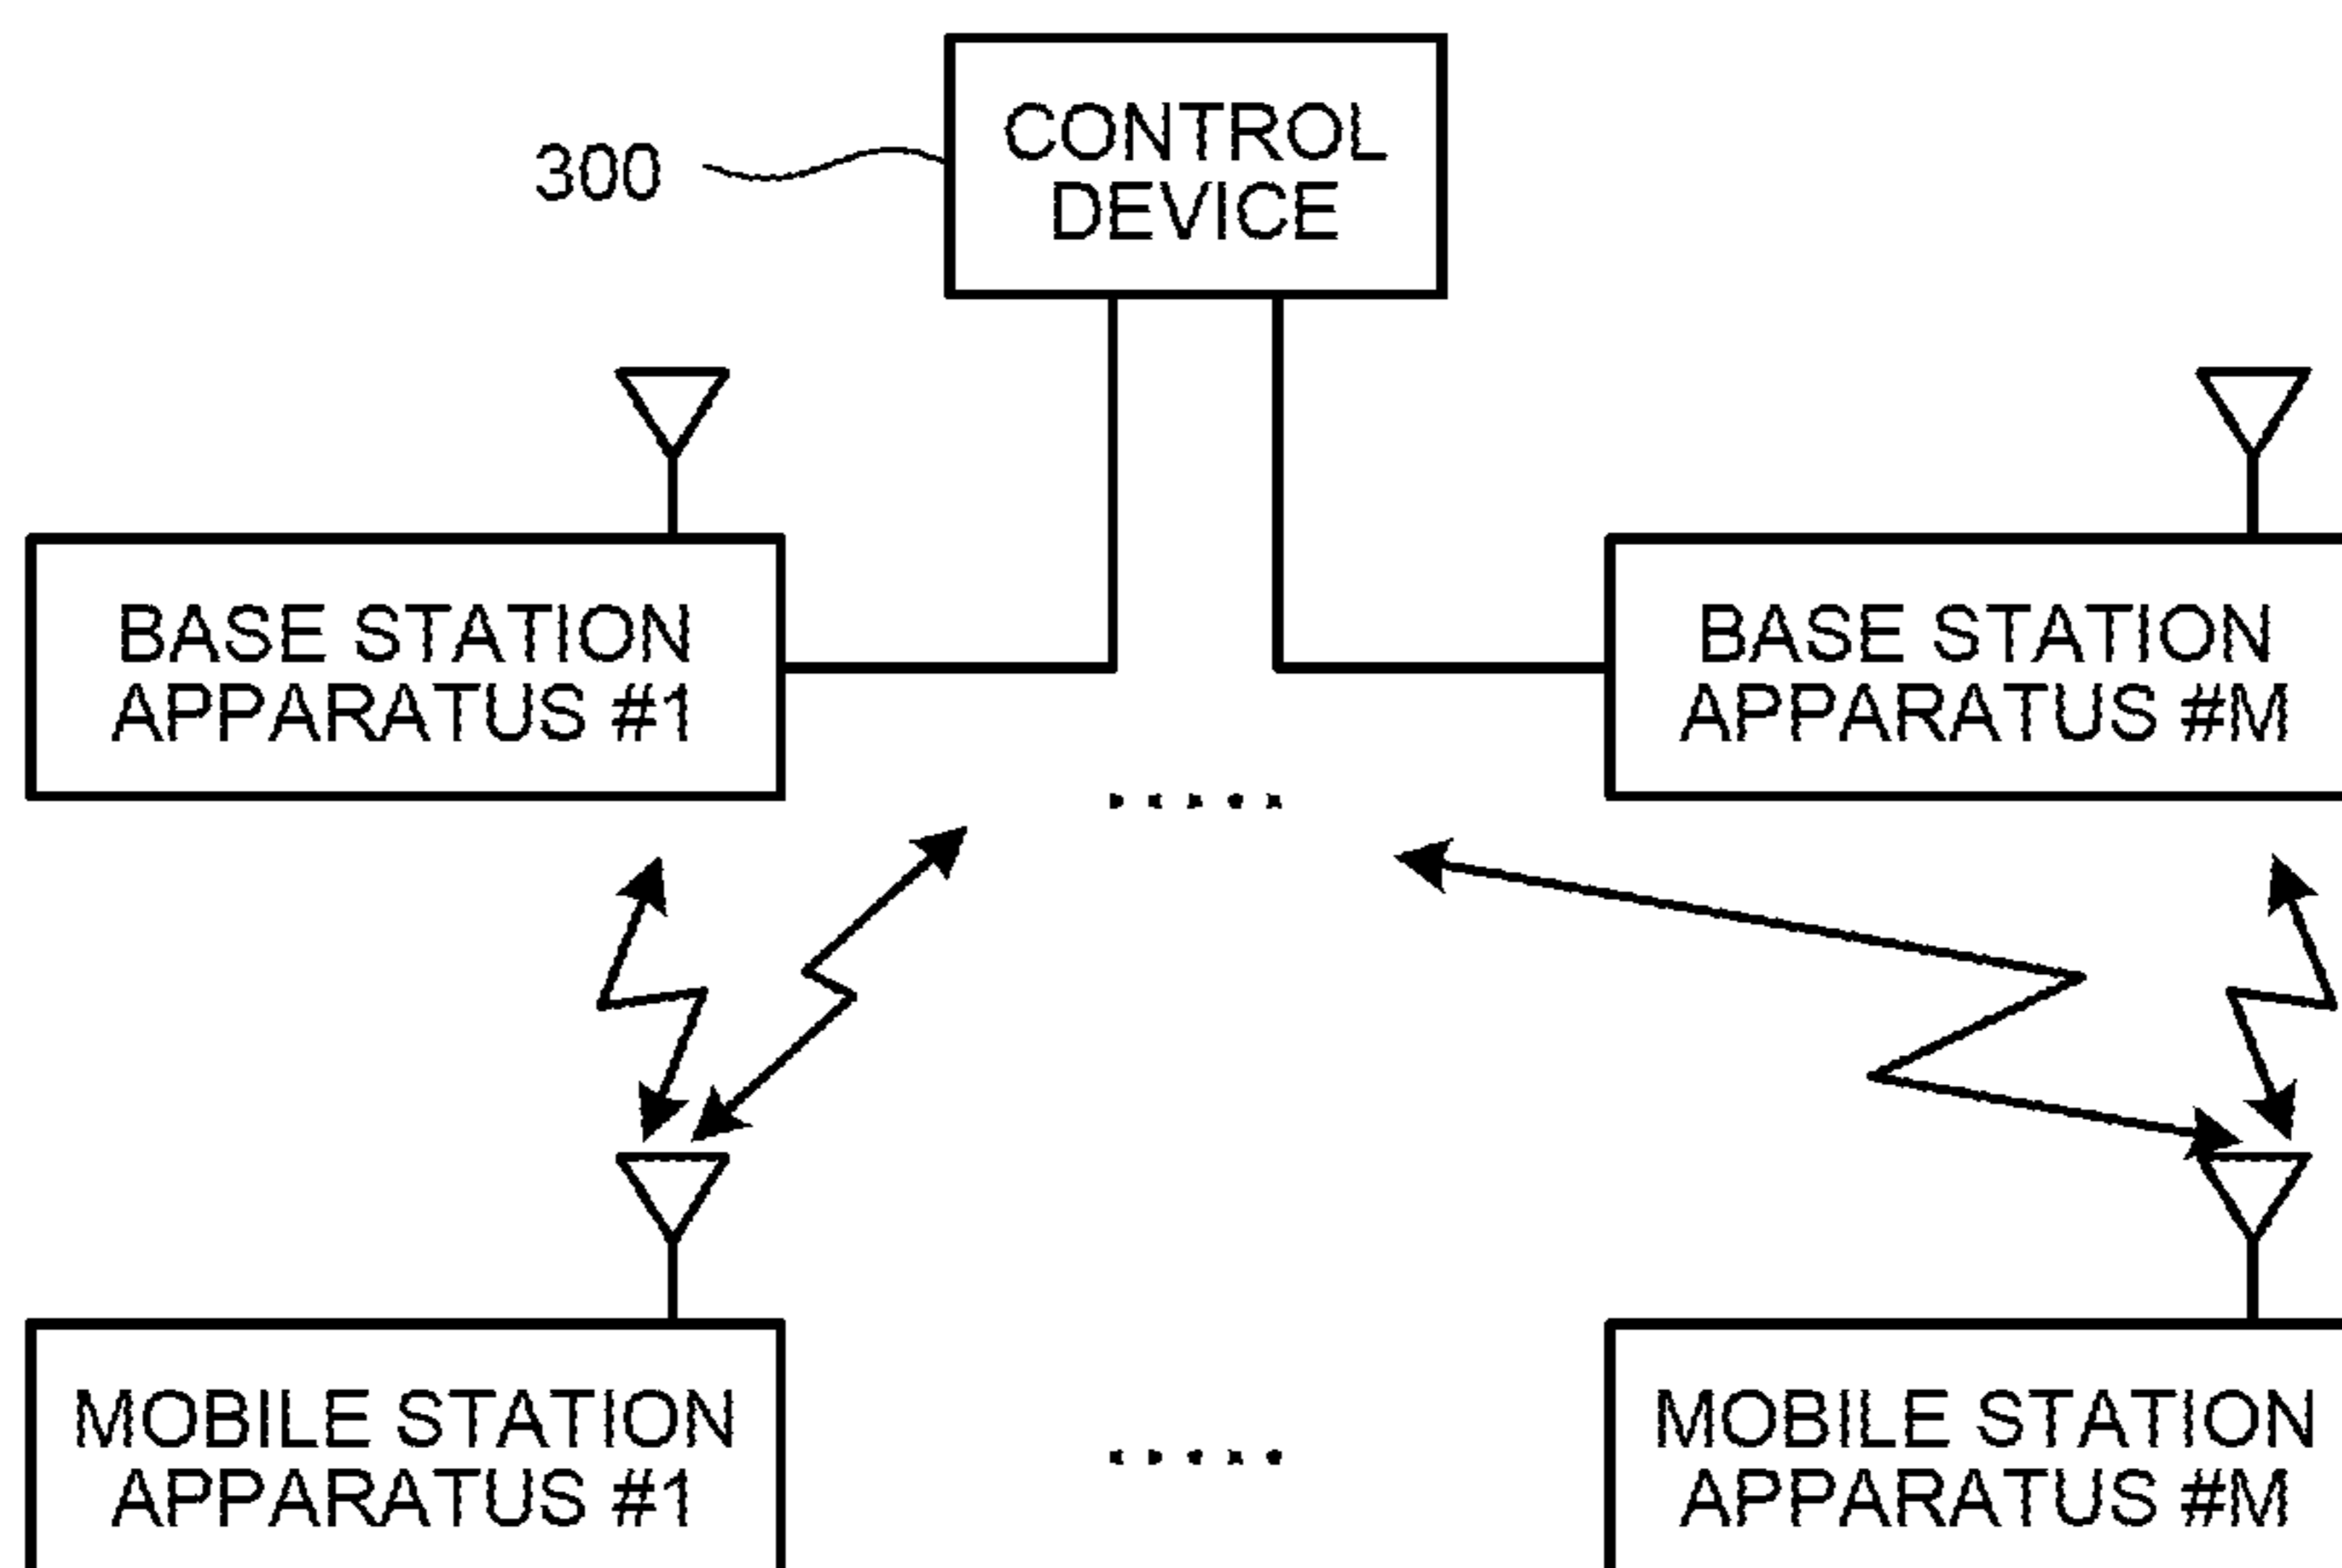 CONTROL
DEVICE
300
BASE STATION
APPARATUS #1
BASE STATION
APPARATUS #M
.....
MOBILE STATION
APPARATUS #1
.....
MOBILE STATION
APPARATUS #M